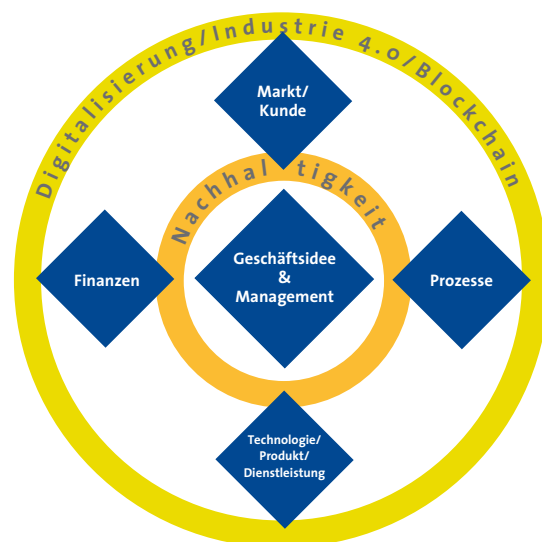 Digitalisierung/Industrie 4.0/Blockchain
Markt/
Kunde
Nachhaltigkeit
Geschäftsidee
&
Management
Finanzen
Prozesse
Technologie/
Produkt/
Dienstleistung